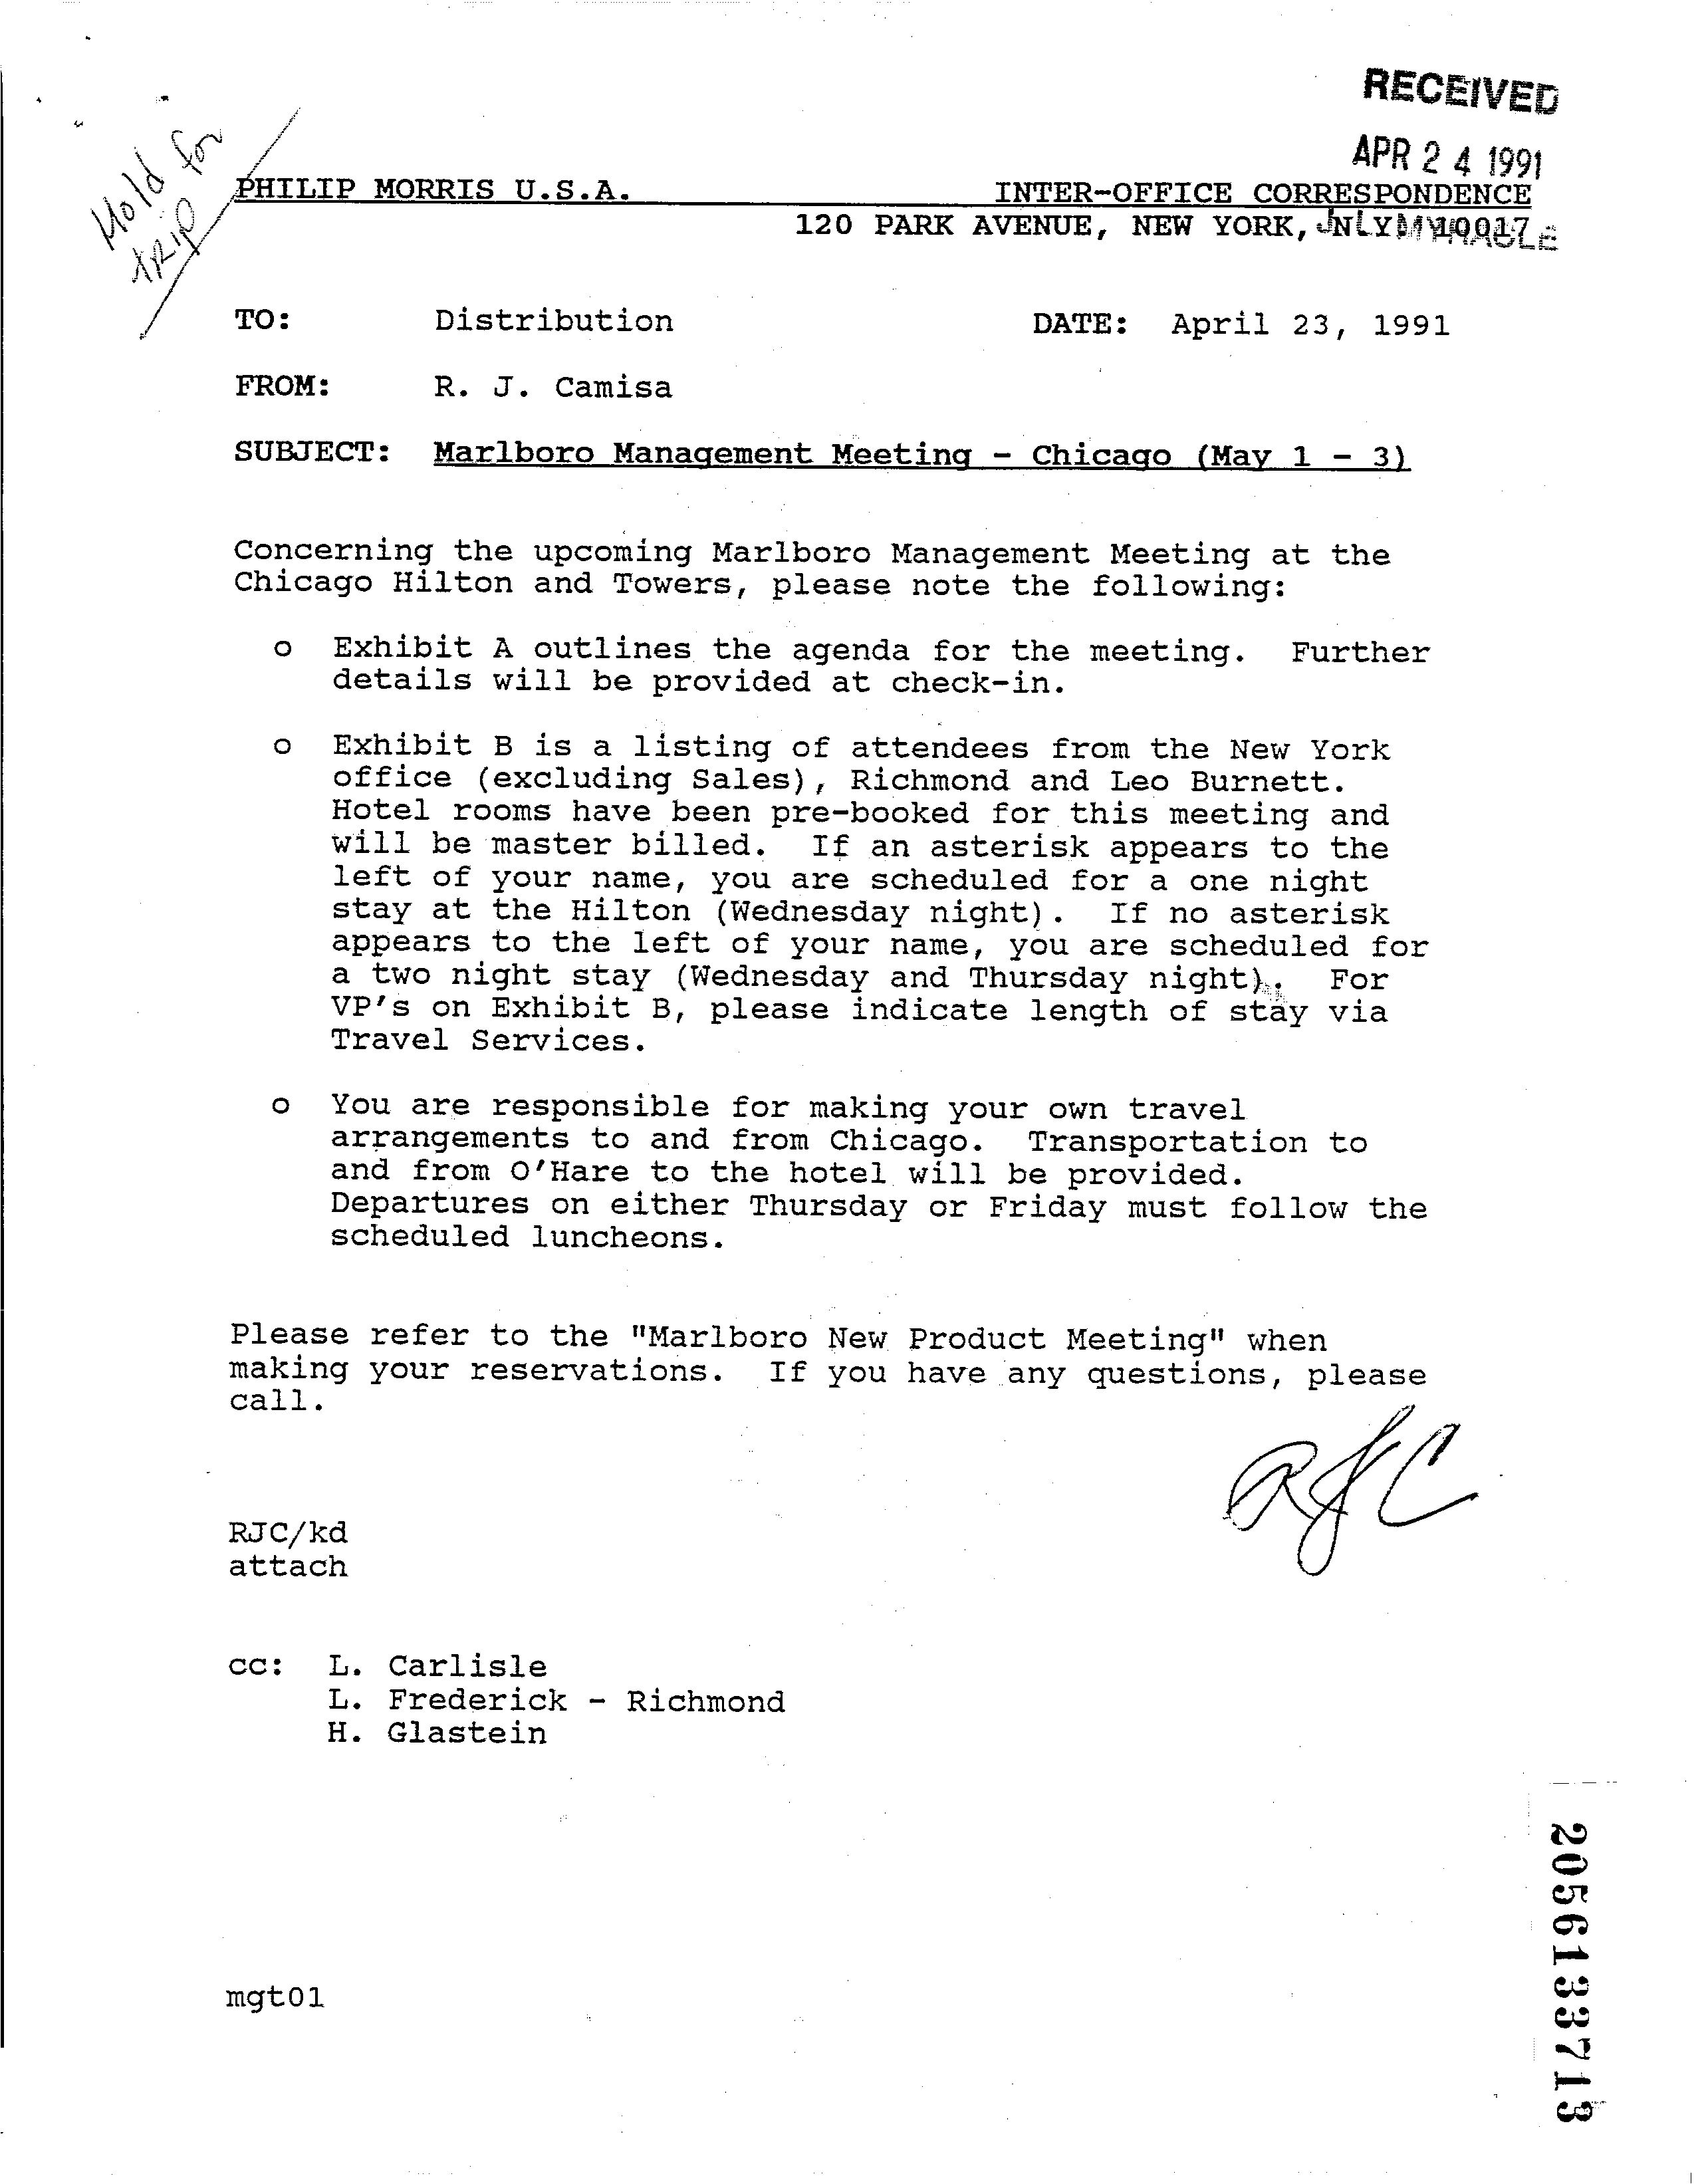 RECEIVED
APR 24 1991
Hold for
trip
PHILIP MORRIS U.S.A. INTER-OFFICE CORRESPONDENCE
120 PARK AVENUE, NEW YORK, NY 10017
TO: Distribution DATE: April 23, 1991
FROM: R. J. Camisa
SUBJECT: Marlboro Management Meeting - Chicago (May 1 - 3)
Concerning the upcoming Marlboro Management Meeting at the
Chicago Hilton and Towers, please note the following:
o Exhibit A outlines the agenda for the meeting. Further
details will be provided at check-in.
o Exhibit B is a listing of attendees from the New York
office (excluding Sales), Richmond and Leo Burnett.
Hotel rooms have been pre-booked for this meeting and
will be master billed. If an asterisk appears to the
left of your name, you are scheduled for a one night
stay at the Hilton (Wednesday night). If no asterisk
appears to the left of your name, you are scheduled for
a two night stay (Wednesday and Thursday night). For
VP's on Exhibit B, please indicate length of stay via
Travel Services.
o You are responsible for making your own travel
arrangements to and from Chicago. Transportation to
and from O'Hare to the hotel will be provided.
Departures on either Thursday or Friday must follow the
scheduled luncheons.
Please refer to the "Marlboro New Product Meeting" when
making your reservations. If you have any questions, please
call.
RJC
RJC/kd
attach
cc: L. Carlisle
L. Frederick - Richmond
H. Glastein
mgt01
2056133713